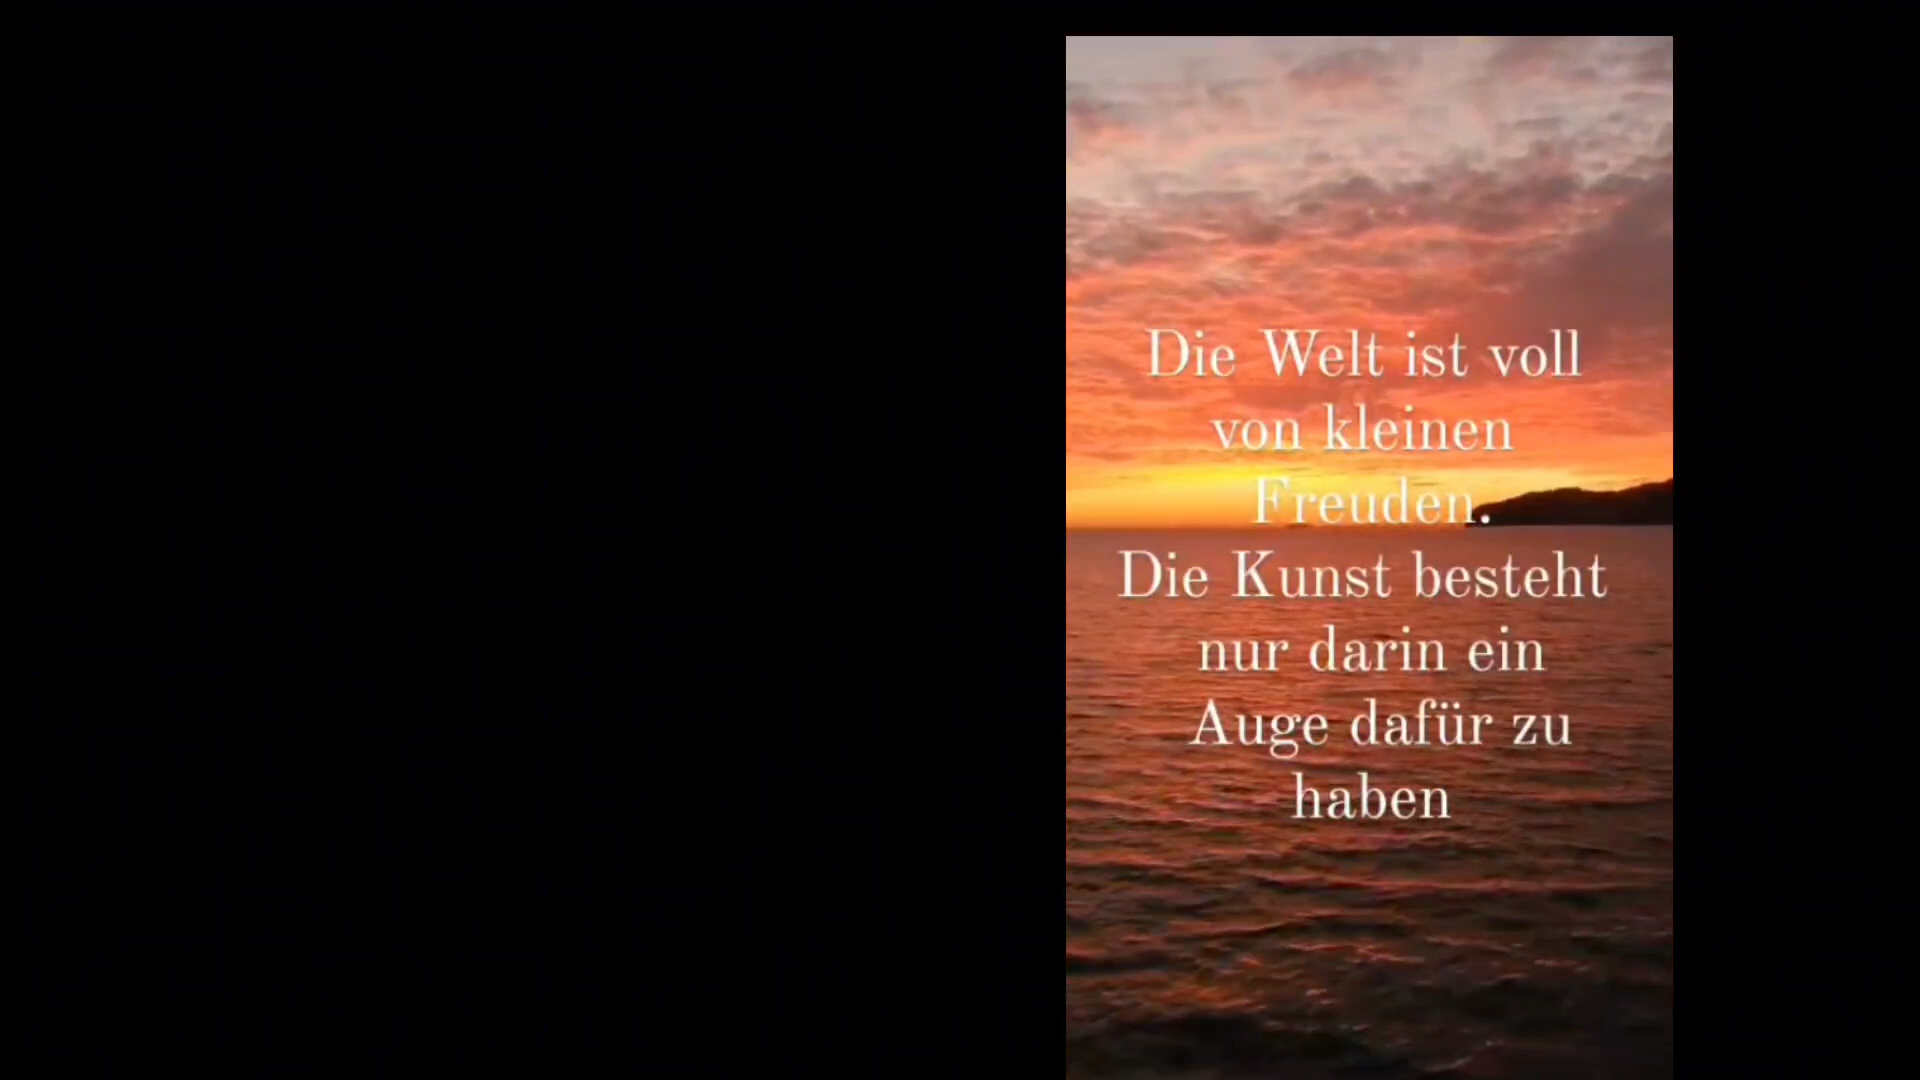 Die Welt ist voll
von kleinen
Freuden.
Die Kunst besteht
nur darin ein
Auge dafür zu
haben